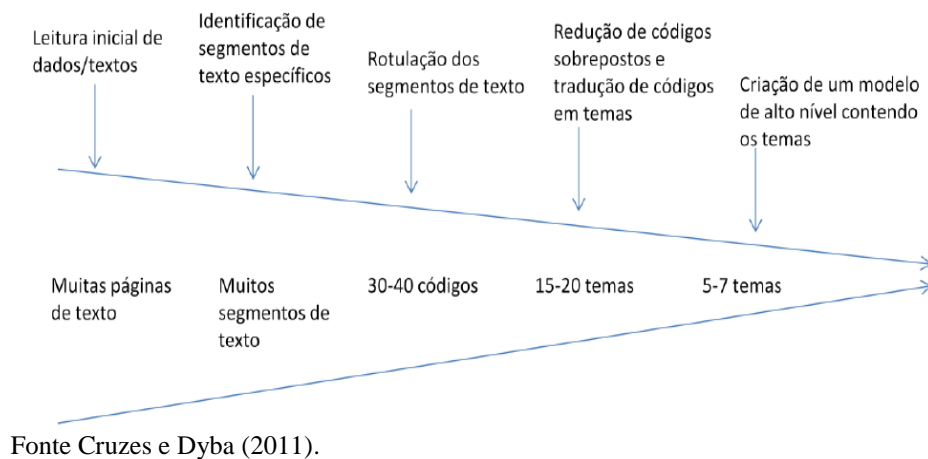 Leitura inicial de
dados/textos
Identificação de
segmentos de
texto específicos
Rotulação dos
segmentos de texto
Redução de códigos
sobrepostos e
tradução de códigos
em temas
Criação de um modelo
de alto nível contendo
os temas
Muitas páginas
de texto
Muitos
segmentos de
texto
30-40 códigos
15-20 temas
5-7 temas
Fonte Cruzes e Dyba (2011).